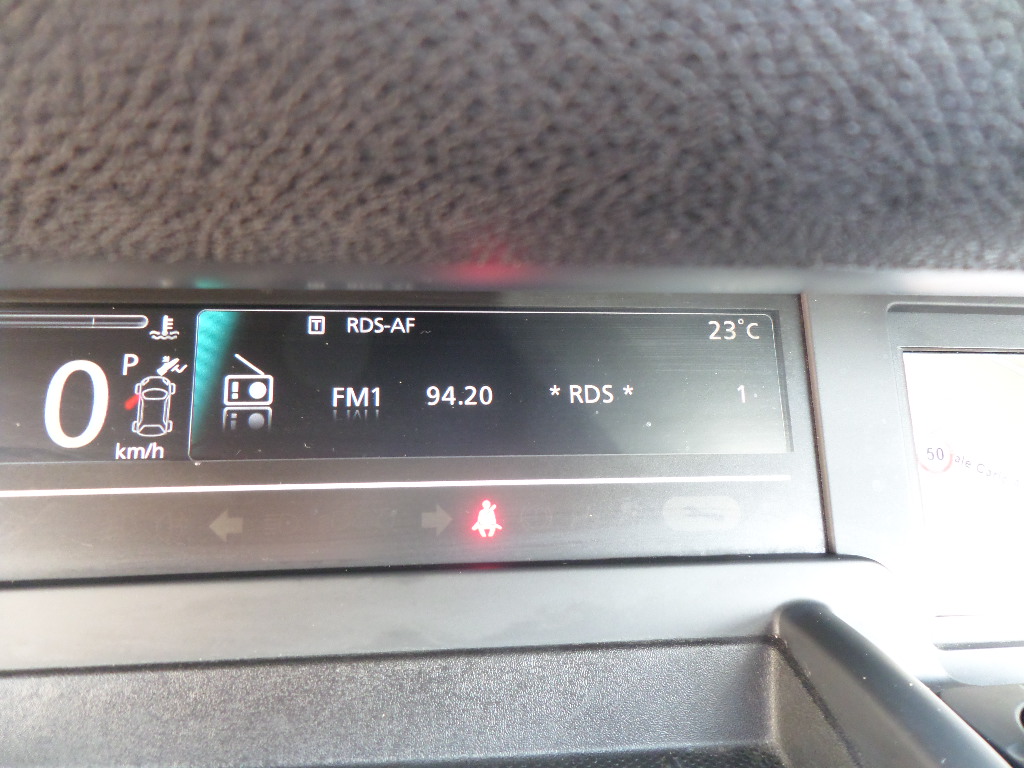 T RDS-AF 23°C
P
0 FM1 94.20 * RDS * 1
km/h
50